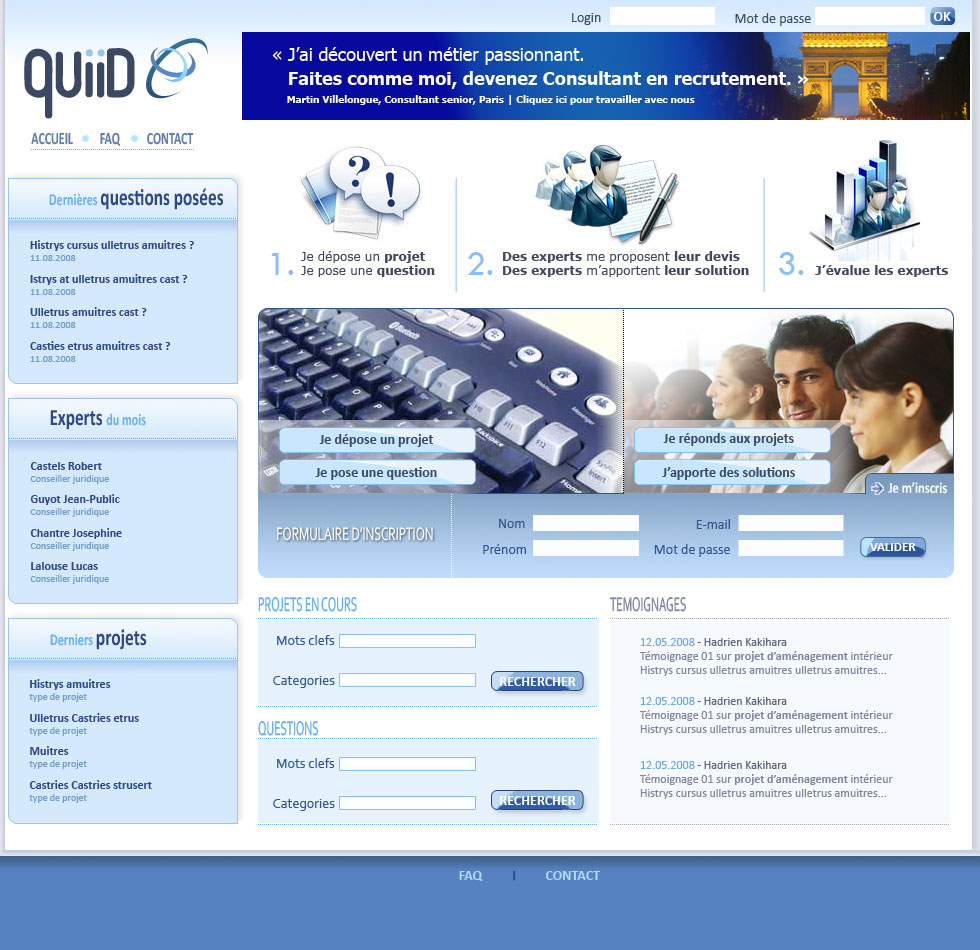 Login
Mot de passe
OK
QUiiD
ACCUEIL • FAQ • CONTACT
« J'ai découvert un métier passionnant.
Faites comme moi, devenez Consultant en recrutement. »
Martin Villelongue, Consultant senior, Paris | Cliquez ici pour travailler avec nous
?
!
1. Je dépose un projet
Je pose une question
2. Des experts me proposent leur devis
Des experts m'apportent leur solution
3. J'évalue les experts
Dernières questions posées
Histrys cursus ulletrus amuitres ?
11.08.2008
Istrys at ulletrus amuitres cast ?
11.08.2008
Ulletrus amuitres cast ?
11.08.2008
Casties etrus amuitres cast ?
11.08.2008
Experts du mois
Castels Robert
Conseiller juridique
Guyot Jean-Public
Conseiller juridique
Chantre Josephine
Conseiller juridique
Lalouse Lucas
Conseiller juridique
Derniers projets
Histrys amuitres
type de projet
Ulletrus Castries etrus
type de projet
Muitres
type de projet
Castries Castries strusert
type de projet
Bluetooth
Messenger
Backspace
Insert
Home
Je dépose un projet
Je pose une question
Je réponds aux projets
J'apporte des solutions
Je m'inscris
FORMULAIRE D'INSCRIPTION
Nom
E-mail
Prénom
Mot de passe
VALIDER
PROJETS EN COURS
Mots clefs
Categories
RECHERCHER
QUESTIONS
Mots clefs
Categories
RECHERCHER
TEMOIGNAGES
12.05.2008 - Hadrien Kakihara
Témoignage 01 sur projet d'aménagement intérieur
Histrys cursus ulletrus amuitres ulletrus amuitres...
12.05.2008 - Hadrien Kakihara
Témoignage 01 sur projet d'aménagement intérieur
Histrys cursus ulletrus amuitres ulletrus amuitres...
12.05.2008 - Hadrien Kakihara
Témoignage 01 sur projet d'aménagement intérieur
Histrys cursus ulletrus amuitres ulletrus amuitres...
FAQ | CONTACT